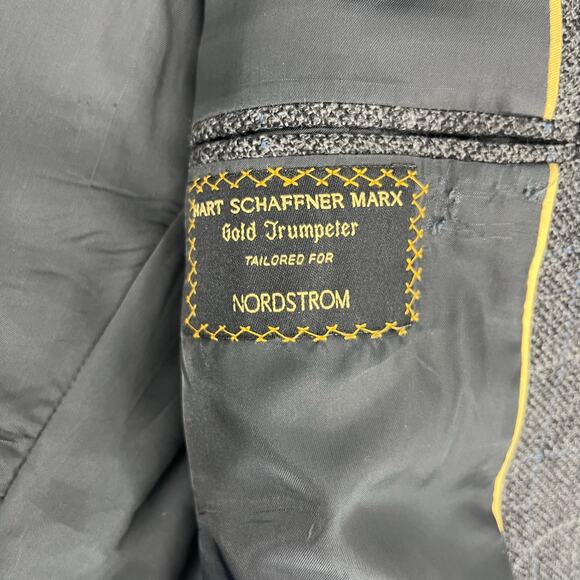 HART SCHAFFNER MARX
Gold Trumpeter
TAILORED FOR
NORDSTROM